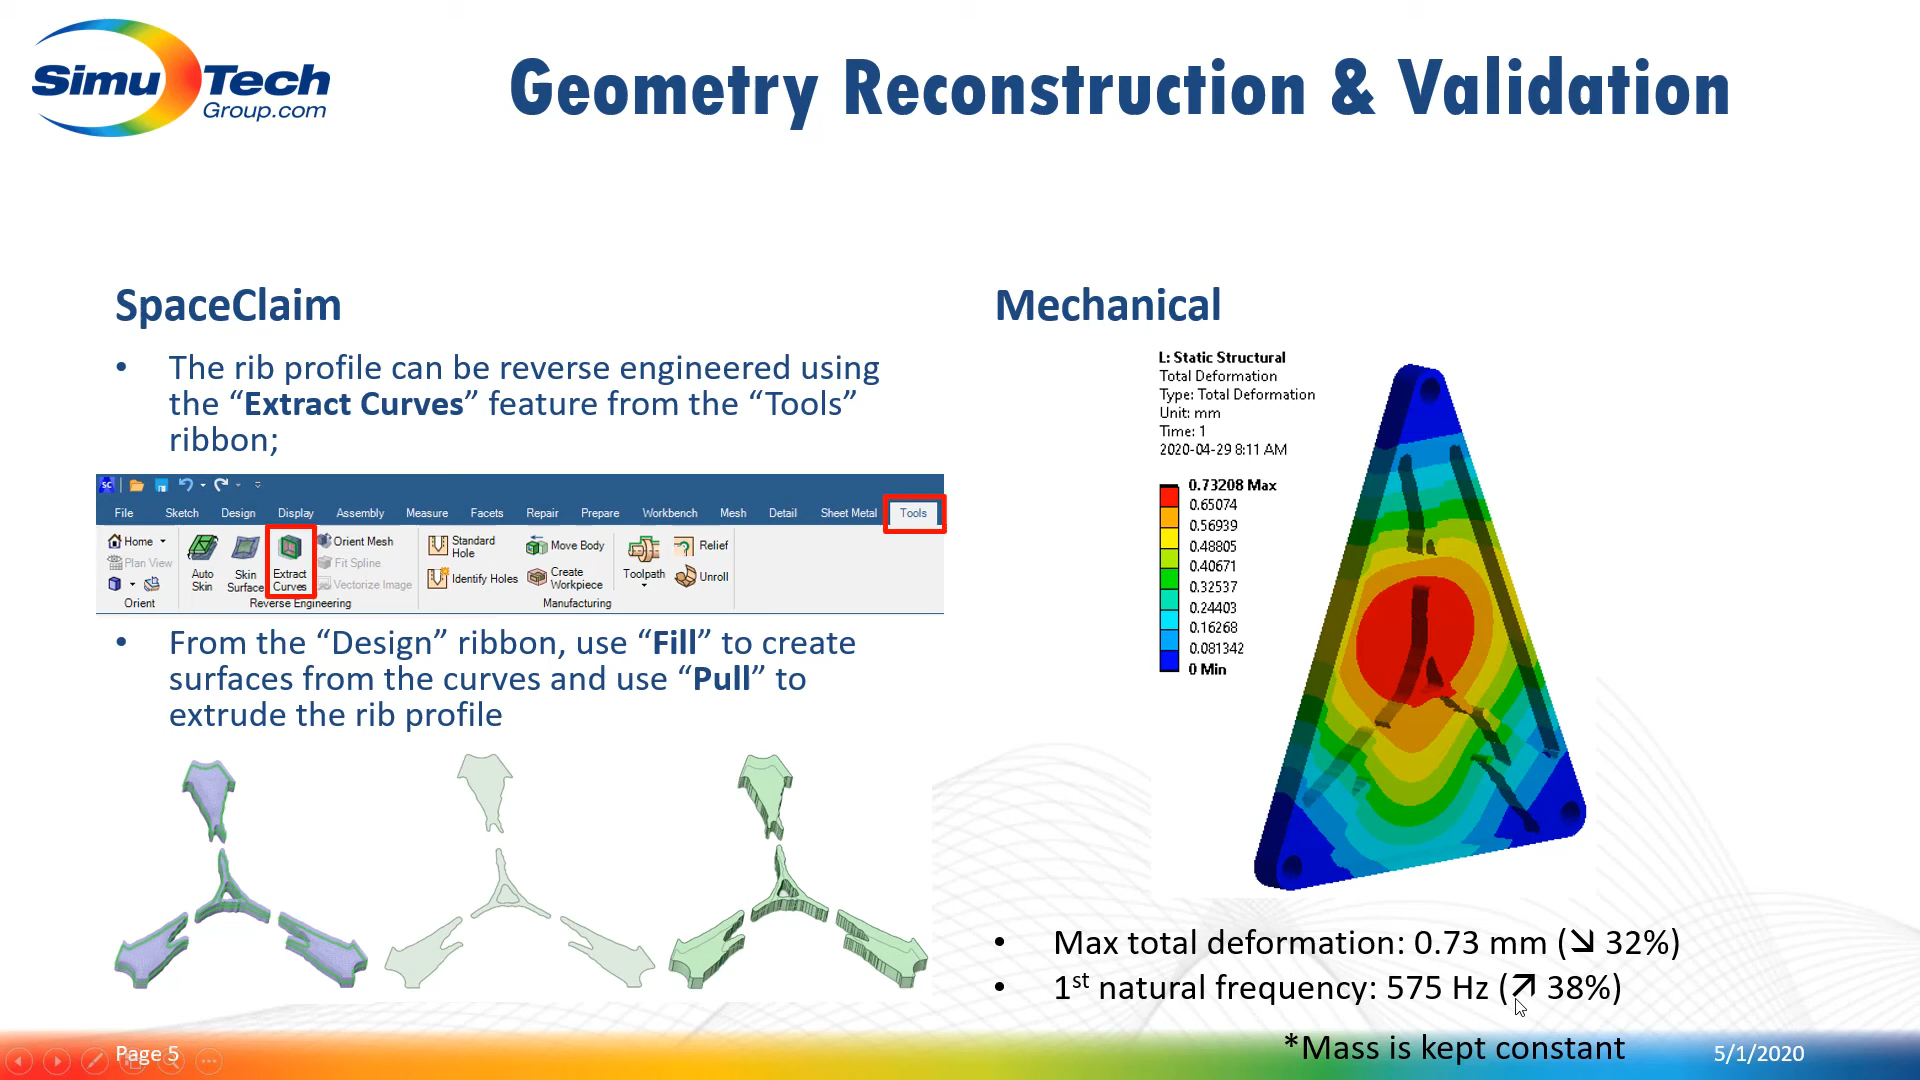 Simu Tech
Group.com
Geometry Reconstruction & Validation
SpaceClaim
• The rib profile can be reverse engineered using
the “Extract Curves” feature from the “Tools”
ribbon;
SC
File Sketch Design Display Assembly Measure Facets Repair Prepare Workbench Mesh Detail Sheet Metal Tools
Home
Plan View
Orient
Auto
Skin
Skin
Surface
Extract
Curves
Orient Mesh
Fit Spline
Vectorize Image
Reverse Engineering
Standard
Hole
Identify Holes
Move Body
Create
Workpiece
Toolpath
Relief
Unroll
Manufacturing
• From the “Design” ribbon, use “Fill” to create
surfaces from the curves and use “Pull” to
extrude the rib profile
Mechanical
L: Static Structural
Total Deformation
Type: Total Deformation
Unit: mm
Time: 1
2020-04-29 8:11 AM
0.73208 Max
0.65074
0.56939
0.48805
0.40671
0.32537
0.24403
0.16268
0.081342
0 Min
• Max total deformation: 0.73 mm (↘ 32%)
• 1st natural frequency: 575 Hz (↗ 38%)
*Mass is kept constant
Page 5
5/1/2020